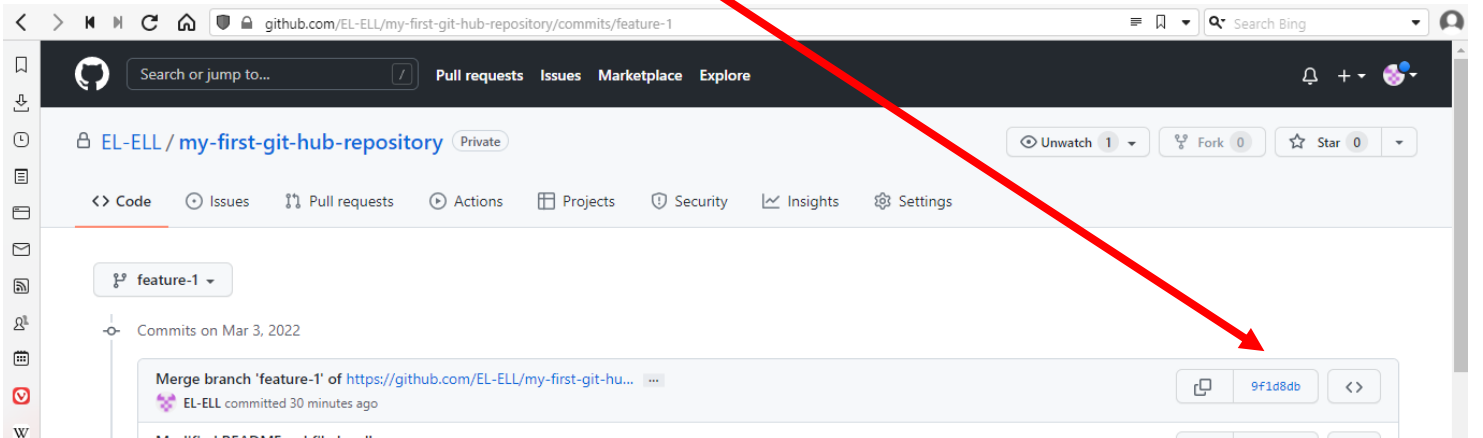 github.com/EL-ELL/my-first-git-hub-repository/commits/feature-1 Search Bing
Search or jump to... / Pull requests Issues Marketplace Explore
EL-ELL / my-first-git-hub-repository Private Unwatch 1 Fork 0 Star 0
<> Code Issues Pull requests Actions Projects Security Insights Settings
feature-1
Commits on Mar 3, 2022
Merge branch 'feature-1' of https://github.com/EL-ELL/my-first-git-hu... ... 9f1d8db <>
EL-ELL committed 30 minutes ago
W